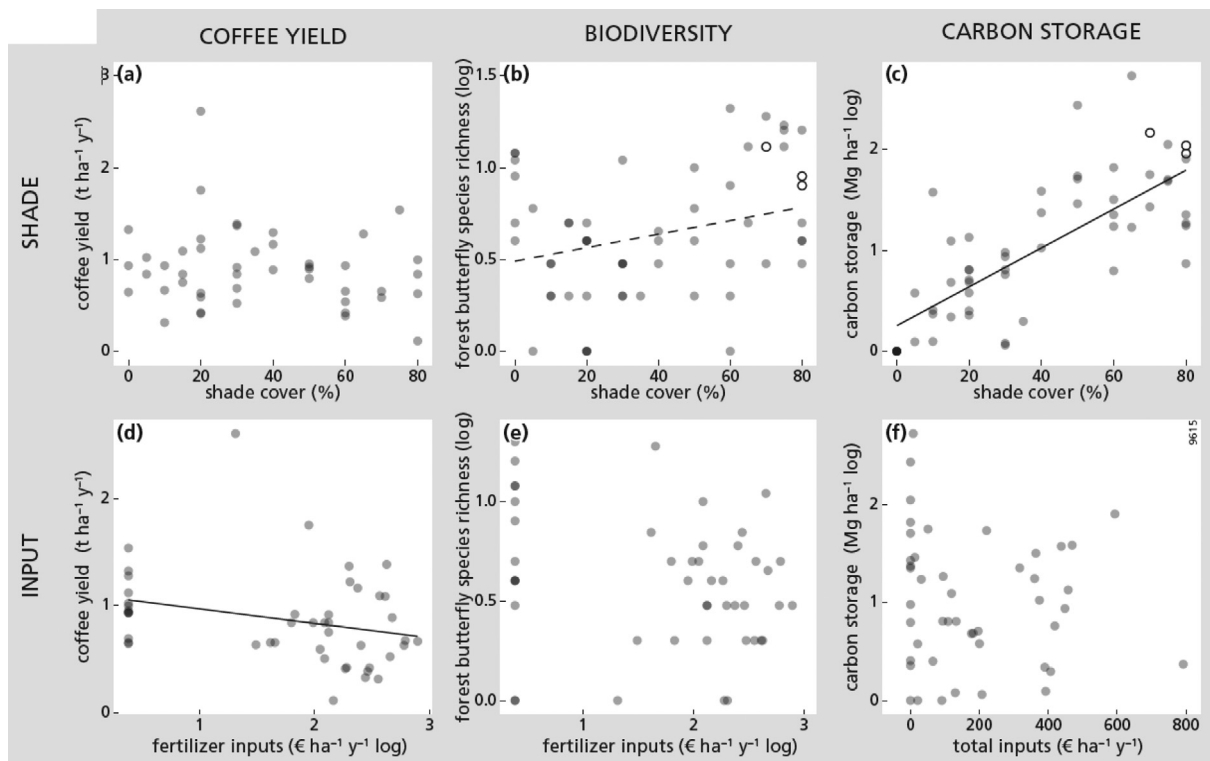 COFFEE YIELD
BIODIVERSITY
CARBON STORAGE
SHADE
(a)
3
2
1
0
coffee yield (t ha⁻¹ y⁻¹)
0 20 40 60 80
shade cover (%)
(b)
1.5
1.0
0.5
0.0
forest butterfly species richness (log)
0 20 40 60 80
shade cover (%)
(c)
2
1
0
carbon storage (Mg ha⁻¹ log)
0 20 40 60 80
shade cover (%)
INPUT
(d)
2
1
0
coffee yield (t ha⁻¹ y⁻¹)
1 2 3
fertilizer inputs (€ ha⁻¹ y⁻¹ log)
(e)
1.0
0.5
0.0
forest butterfly species richness (log)
1 2 3
fertilizer inputs (€ ha⁻¹ y⁻¹ log)
(f)
9615
2
1
0
carbon storage (Mg ha⁻¹ log)
0 200 400 600 800
total inputs (€ ha⁻¹ y⁻¹)